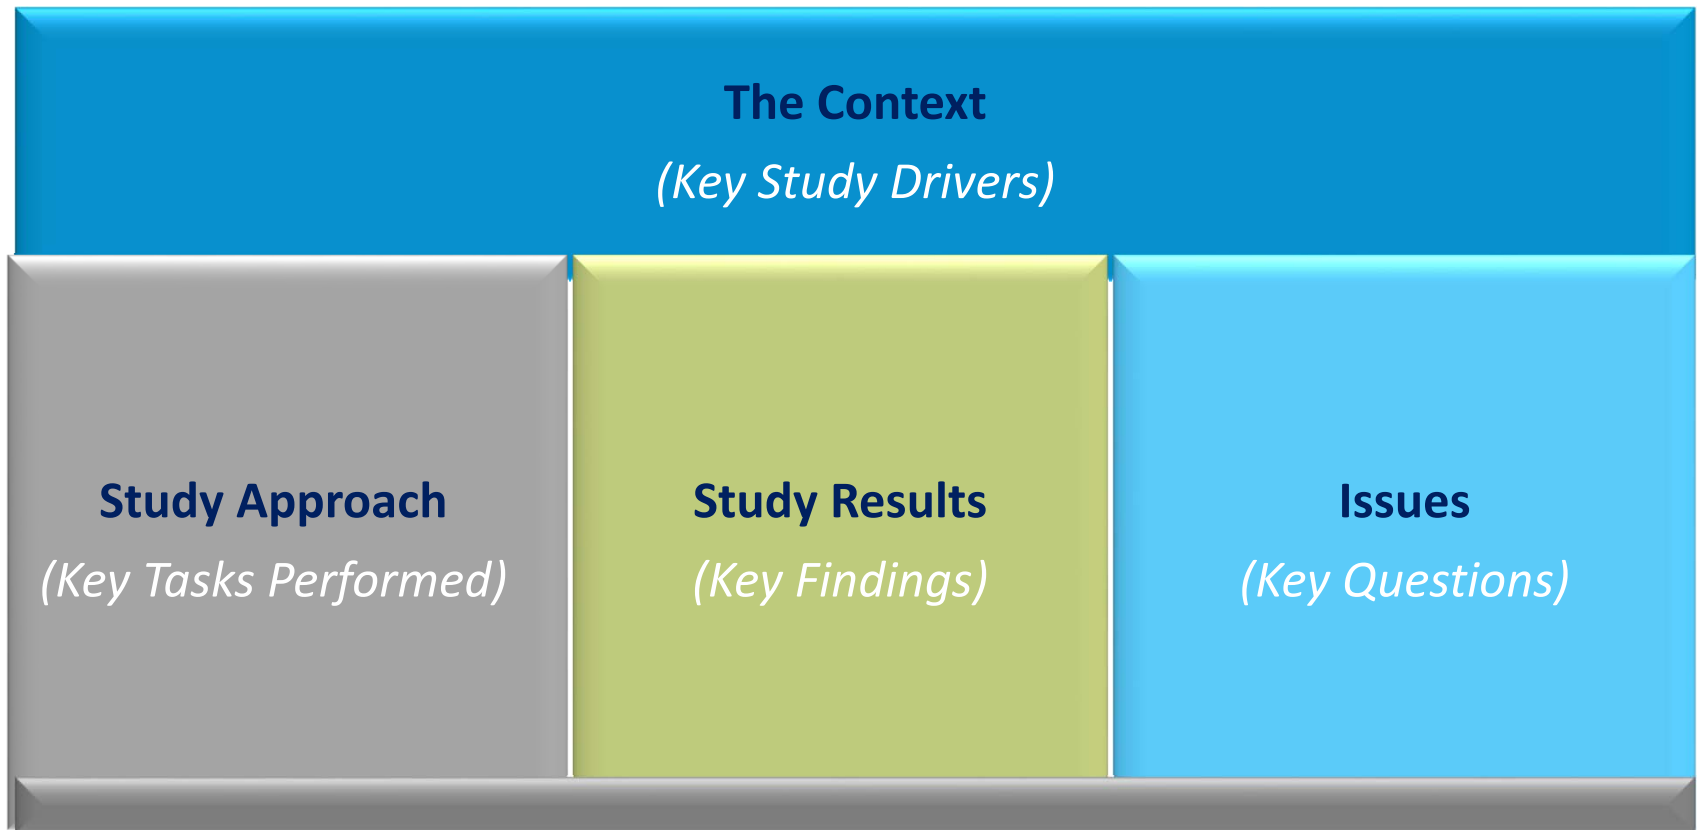 The Context
(Key Study Drivers)
Study Approach
(Key Tasks Performed)
Study Results
(Key Findings)
Issues
(Key Questions)